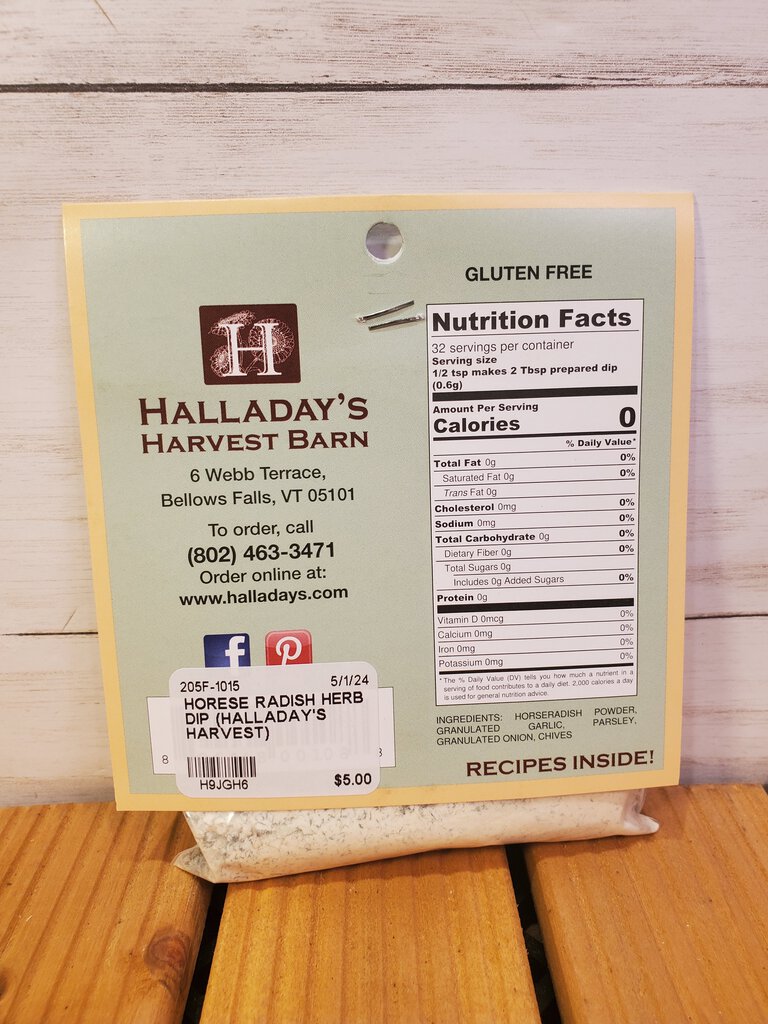 H
HALLADAY'S
HARVEST BARN
6 Webb Terrace,
Bellows Falls, VT 05101
To order, call
(802) 463-3471
Order online at:
www.halladays.com
f
205F-1015 5/1/24
HORESE RADISH HERB
DIP (HALLADAY'S
HARVEST)
H9JGH6 $5.00
8
GLUTEN FREE
Nutrition Facts
32 servings per container
Serving size
1/2 tsp makes 2 Tbsp prepared dip
(0.6g)
Amount Per Serving
Calories 0
% Daily Value*
Total Fat 0g 0%
Saturated Fat 0g 0%
Trans Fat 0g
Cholesterol 0mg 0%
Sodium 0mg 0%
Total Carbohydrate 0g 0%
Dietary Fiber 0g 0%
Total Sugars 0g
Includes 0g Added Sugars 0%
Protein 0g
Vitamin D 0mcg 0%
Calcium 0mg 0%
Iron 0mg 0%
Potassium 0mg 0%
*The % Daily Value (DV) tells you how much a nutrient in a
serving of food contributes to a daily diet. 2,000 calories a day
is used for general nutrition advice.
INGREDIENTS: HORSERADISH POWDER,
GRANULATED GARLIC, PARSLEY,
GRANULATED ONION, CHIVES
RECIPES INSIDE!